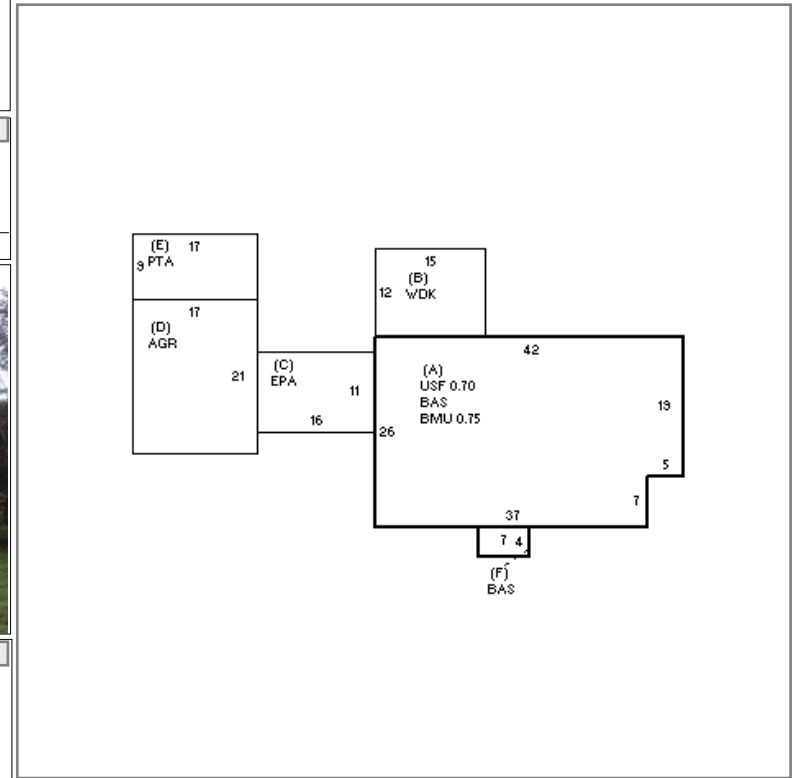 (E) 17
9 PTA
17
(D)
AGR
21
(C)
EPA
11
16
15
(B)
12 WDK
42
(A)
USF 0.70
BAS
BMU 0.75
19
26
5
7
37
7 4
(F)
BAS